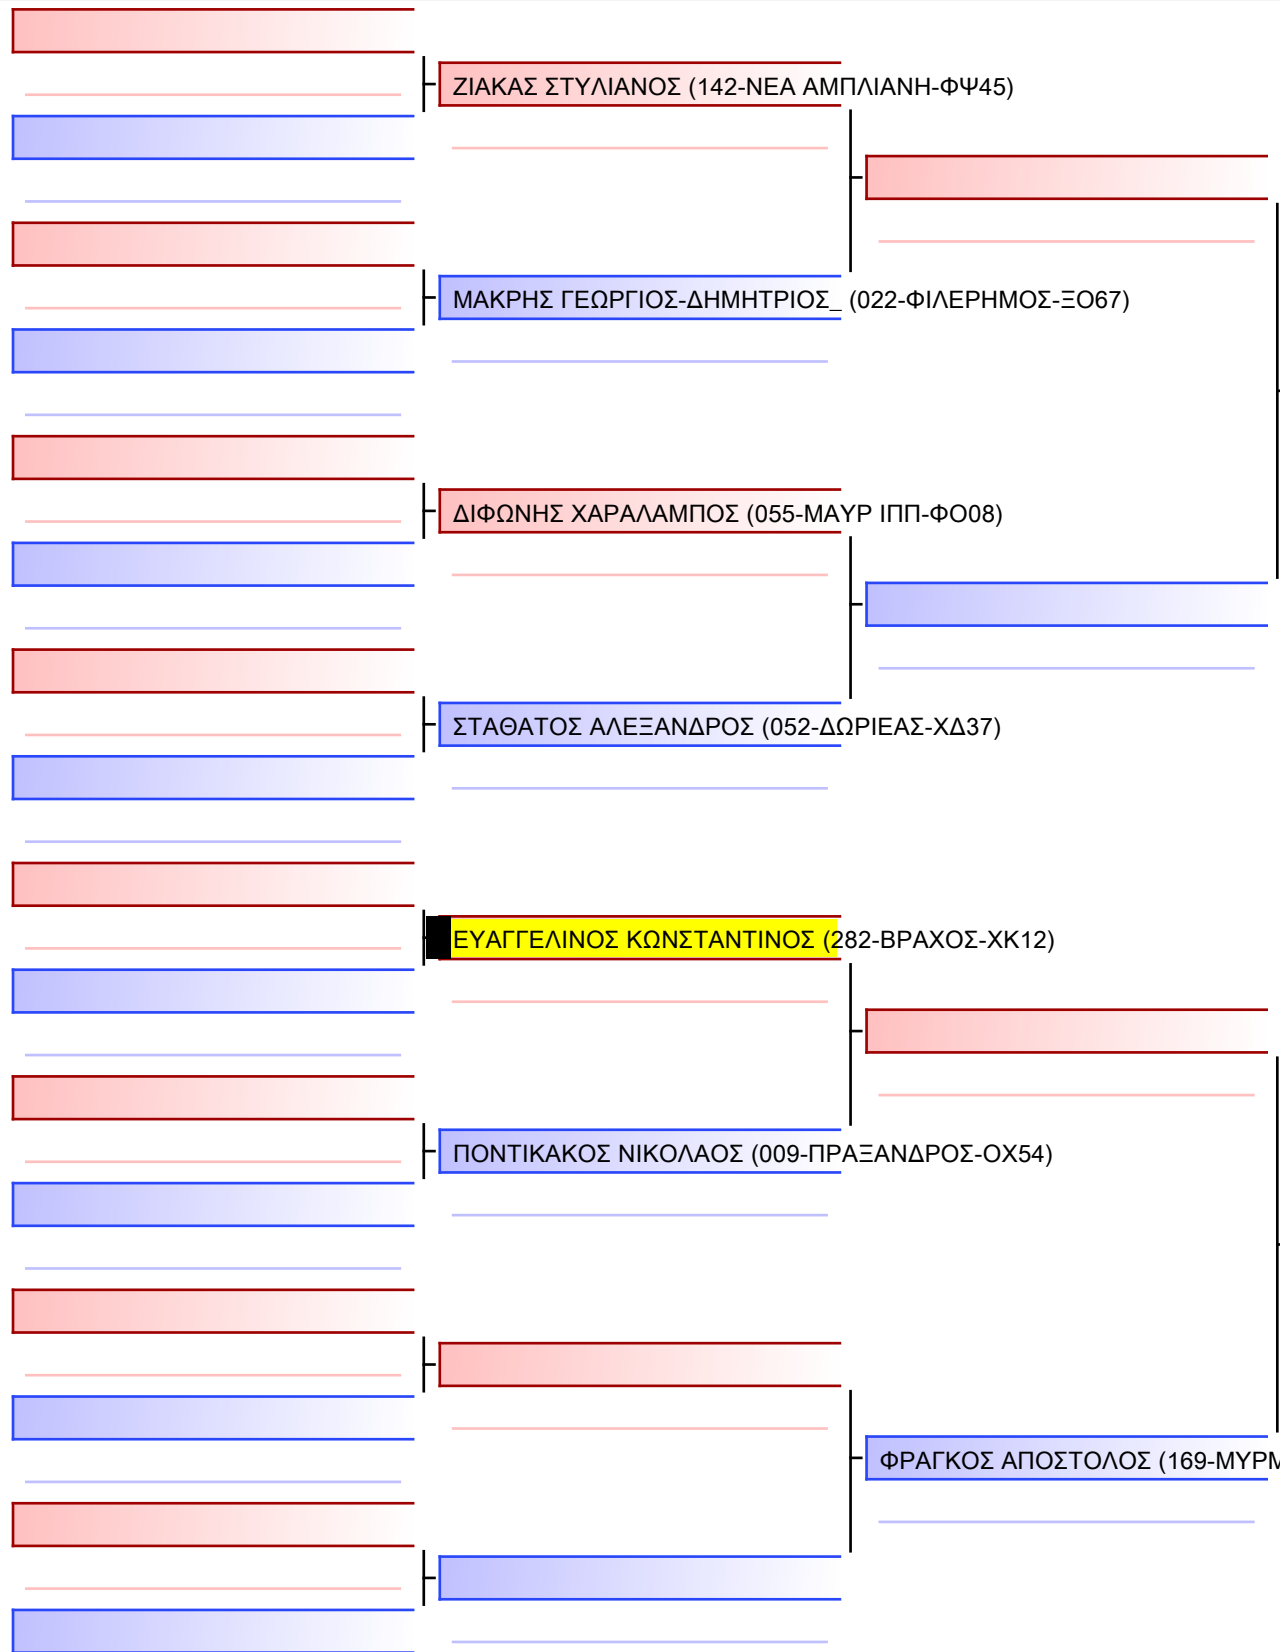 ΖΙΑΚΑΣ ΣΤΥΛΙΑΝΟΣ (142-ΝΕΑ ΑΜΠΛΙΑΝΗ-ΦΨ45)
ΜΑΚΡΗΣ ΓΕΩΡΓΙΟΣ-ΔΗΜΗΤΡΙΟΣ_ (022-ΦΙΛΕΡΗΜΟΣ-ΞΟ67)
ΔΙΦΩΝΗΣ ΧΑΡΑΛΑΜΠΟΣ (055-ΜΑΥΡ ΙΠΠ-ΦΟ08)
ΣΤΑΘΑΤΟΣ ΑΛΕΞΑΝΔΡΟΣ (052-ΔΩΡΙΕΑΣ-ΧΔ37)
ΕΥΑΓΓΕΛΙΝΟΣ ΚΩΝΣΤΑΝΤΙΝΟΣ (282-ΒΡΑΧΟΣ-ΧΚ12)
ΠΟΝΤΙΚΑΚΟΣ ΝΙΚΟΛΑΟΣ (009-ΠΡΑΞΑΝΔΡΟΣ-ΟΧ54)
ΦΡΑΓΚΟΣ ΑΠΟΣΤΟΛΟΣ (169-ΜΥΡΜ